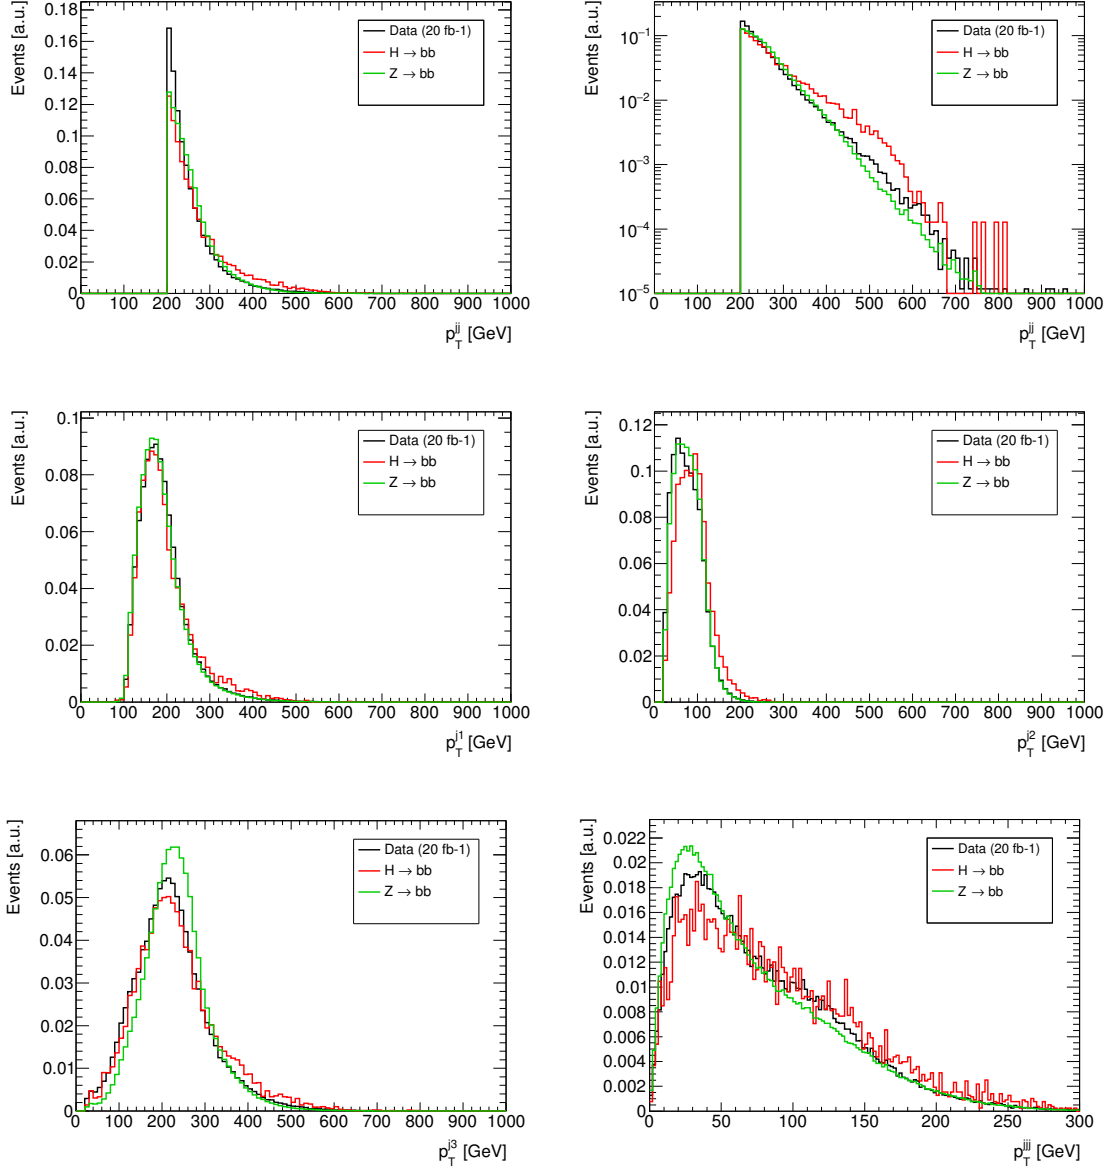 Events [a.u.]
0.18
0.16
0.14
0.12
0.1
0.08
0.06
0.04
0.02
0
Data (20 fb-1)
H → bb
Z → bb
0 100 200 300 400 500 600 700 800 900 1000
p_T^jj [GeV]
Events [a.u.]
10^-1
10^-2
10^-3
10^-4
10^-5
Data (20 fb-1)
H → bb
Z → bb
0 100 200 300 400 500 600 700 800 900 1000
p_T^jj [GeV]
Events [a.u.]
0.1
0.08
0.06
0.04
0.02
0
Data (20 fb-1)
H → bb
Z → bb
0 100 200 300 400 500 600 700 800 900 1000
p_T^j1 [GeV]
Events [a.u.]
0.12
0.1
0.08
0.06
0.04
0.02
0
Data (20 fb-1)
H → bb
Z → bb
0 100 200 300 400 500 600 700 800 900 1000
p_T^j2 [GeV]
Events [a.u.]
0.06
0.05
0.04
0.03
0.02
0.01
0
Data (20 fb-1)
H → bb
Z → bb
0 100 200 300 400 500 600 700 800 900 1000
p_T^j3 [GeV]
Events [a.u.]
0.022
0.02
0.018
0.016
0.014
0.012
0.01
0.008
0.006
0.004
0.002
0
Data (20 fb-1)
H → bb
Z → bb
0 50 100 150 200 250 300
p_T^jjj [GeV]